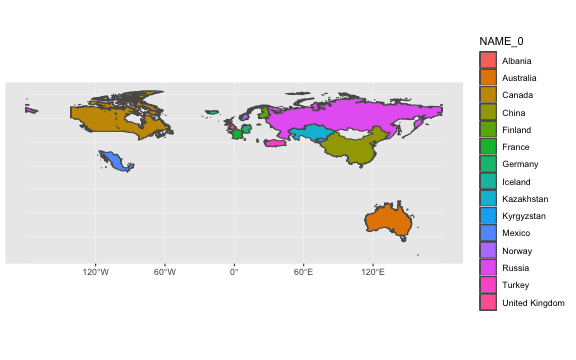 NAME_0
Albania
Australia
Canada
China
Finland
France
Germany
Iceland
Kazakhstan
Kyrgyzstan
Mexico
Norway
Russia
Turkey
United Kingdom
120°W 60°W 0° 60°E 120°E